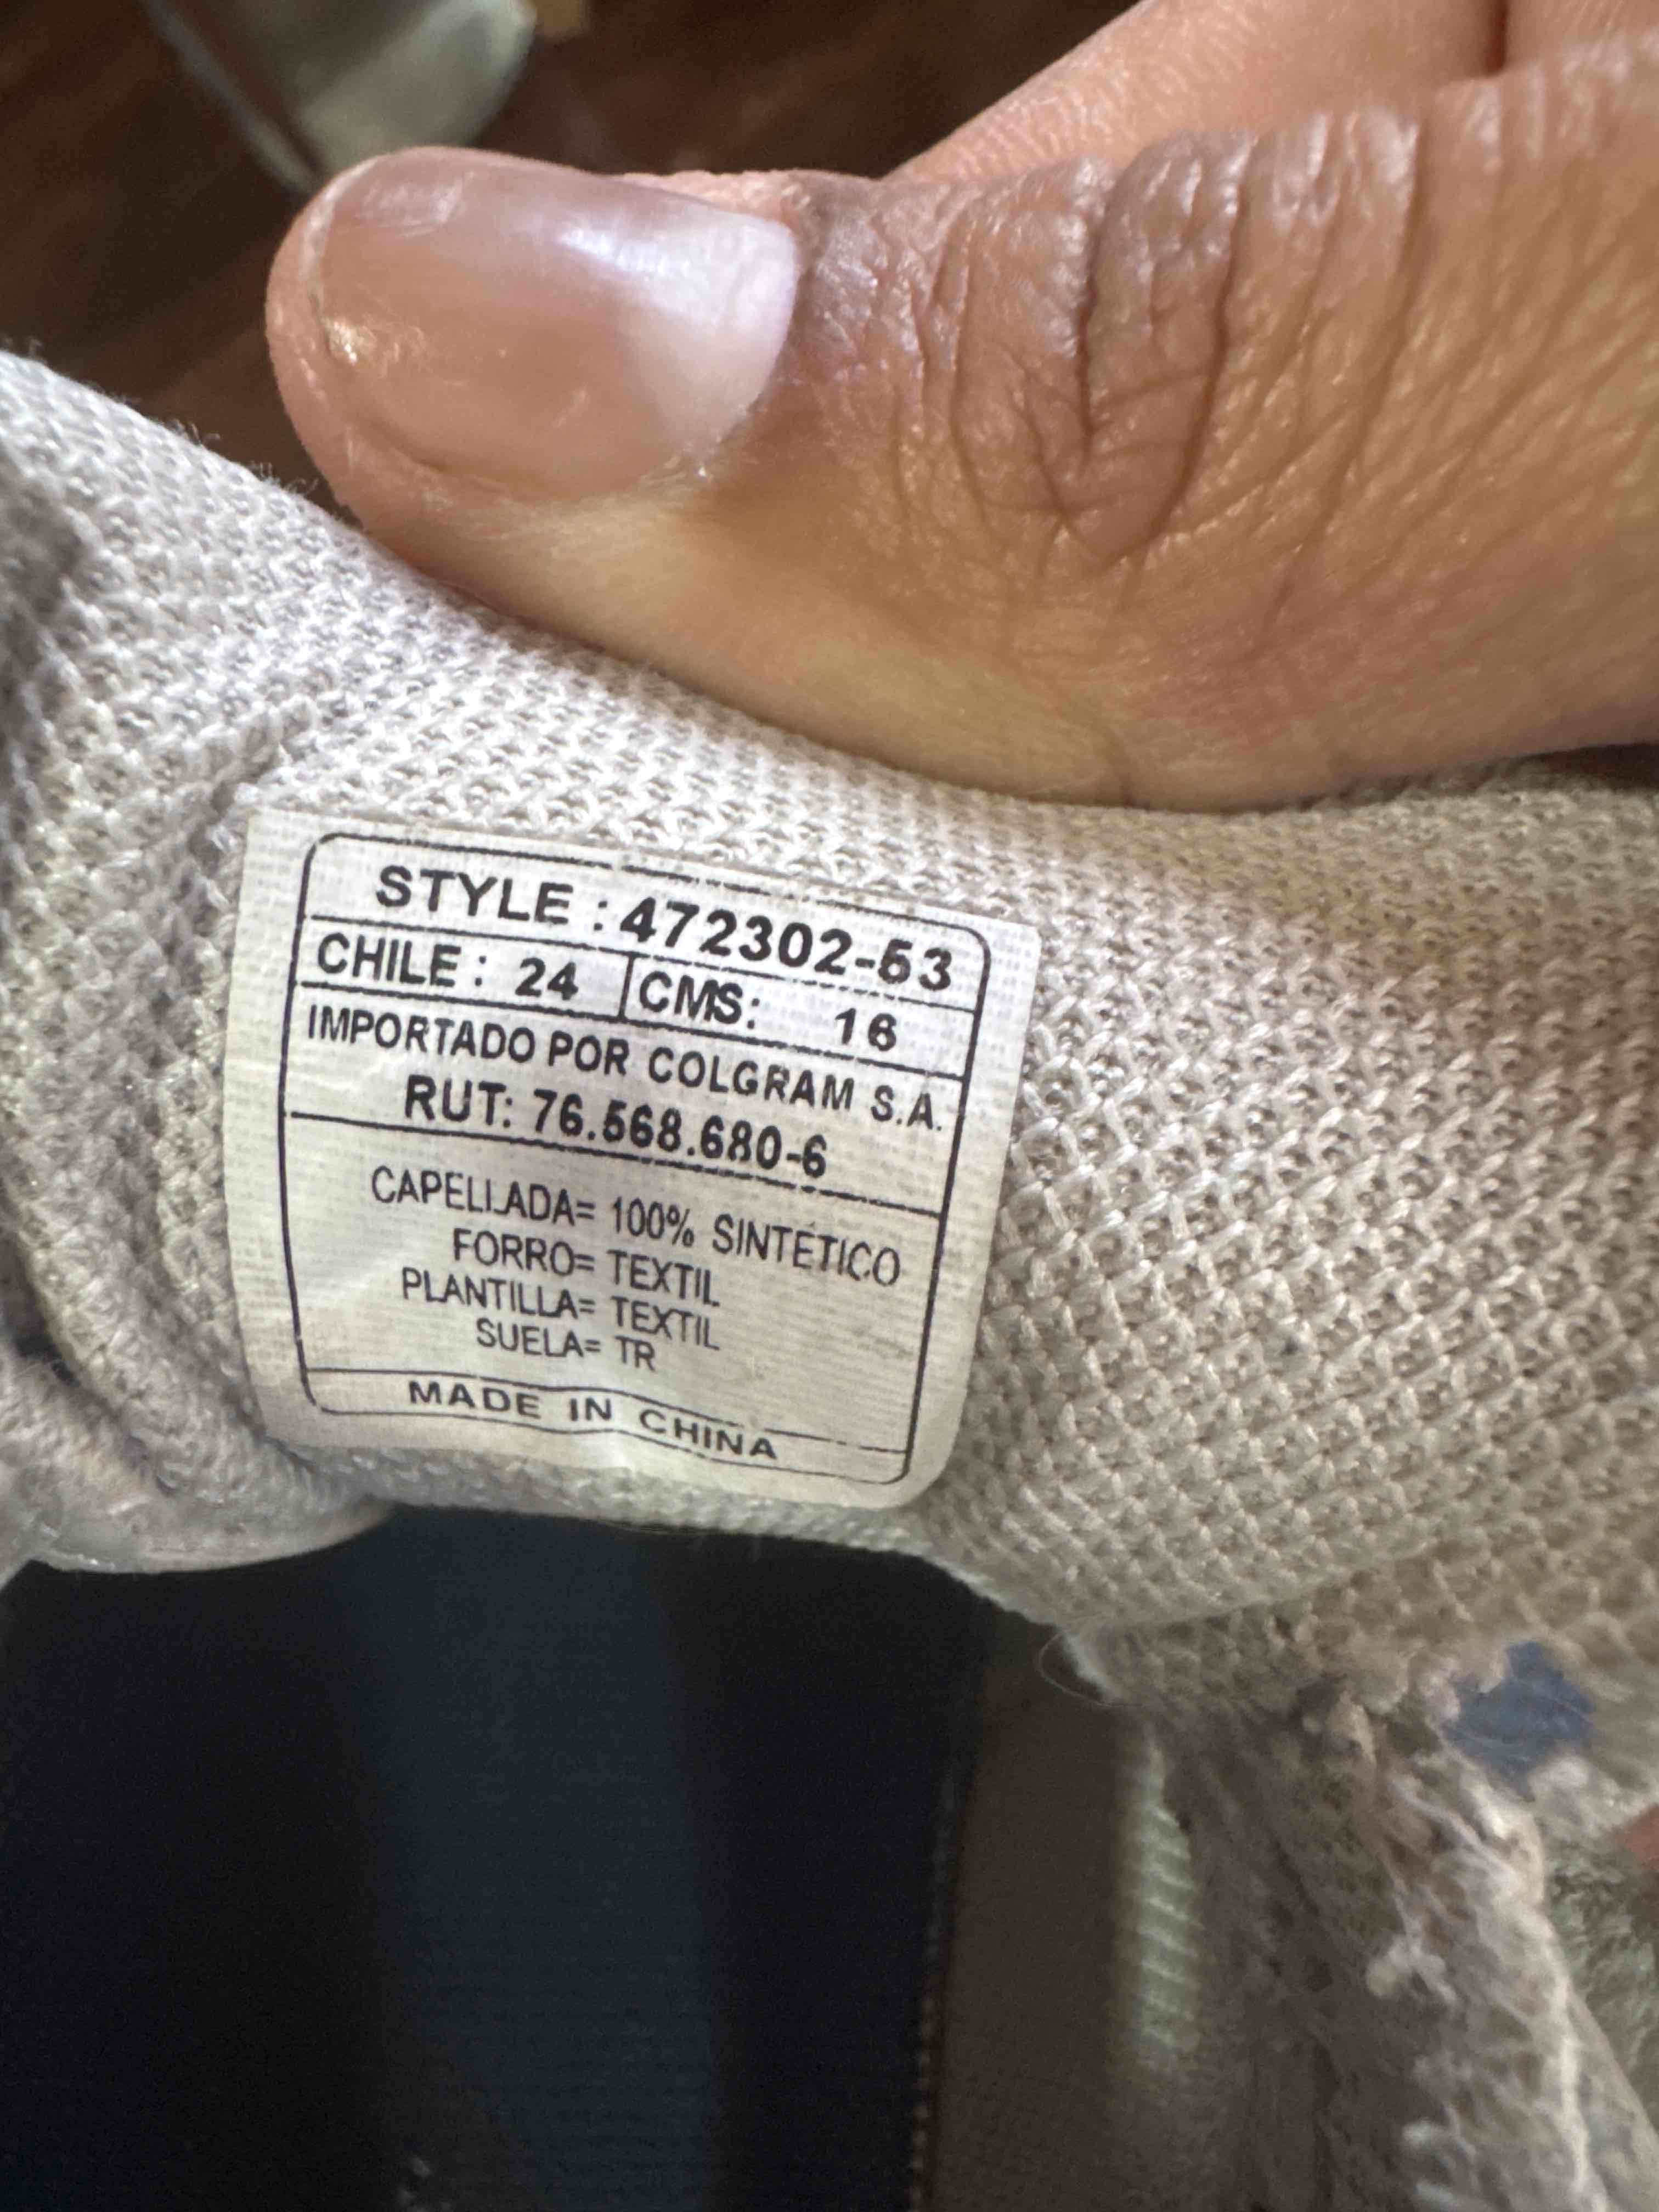 STYLE : 472302-53
CHILE : 24 CMS: 16
IMPORTADO POR COLGRAM S.A.
RUT: 76.568.680-6
CAPELLADA= 100% SINTETICO
FORRO= TEXTIL
PLANTILLA= TEXTIL
SUELA= TR
MADE IN CHINA